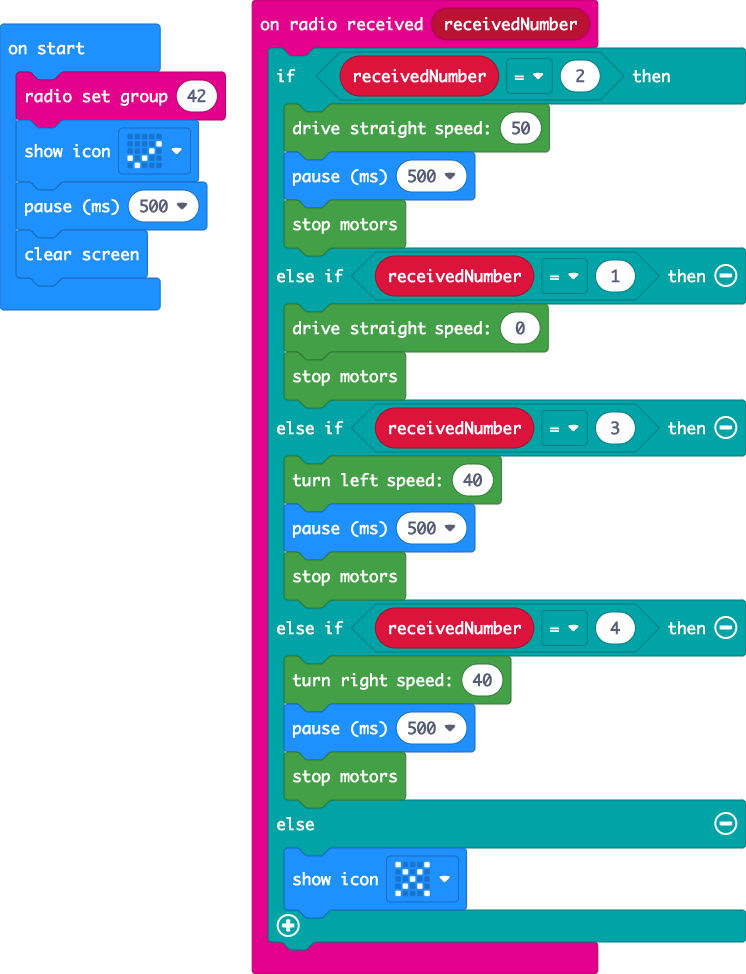 on start
radio set group 42
show icon
pause (ms) 500
clear screen
on radio received receivedNumber
if receivedNumber = 2 then
drive straight speed: 50
pause (ms) 500
stop motors
else if receivedNumber = 1 then
drive straight speed: 0
stop motors
else if receivedNumber = 3 then
turn left speed: 40
pause (ms) 500
stop motors
else if receivedNumber = 4 then
turn right speed: 40
pause (ms) 500
stop motors
else
show icon